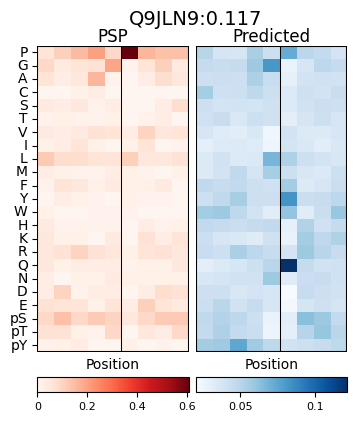 Q9JLN9:0.117
PSP Predicted
P
G
A
C
S
T
V
I
L
M
F
Y
W
H
K
R
Q
N
D
E
pS
pT
pY
Position Position
0 0.2 0.4 0.6 0.05 0.1